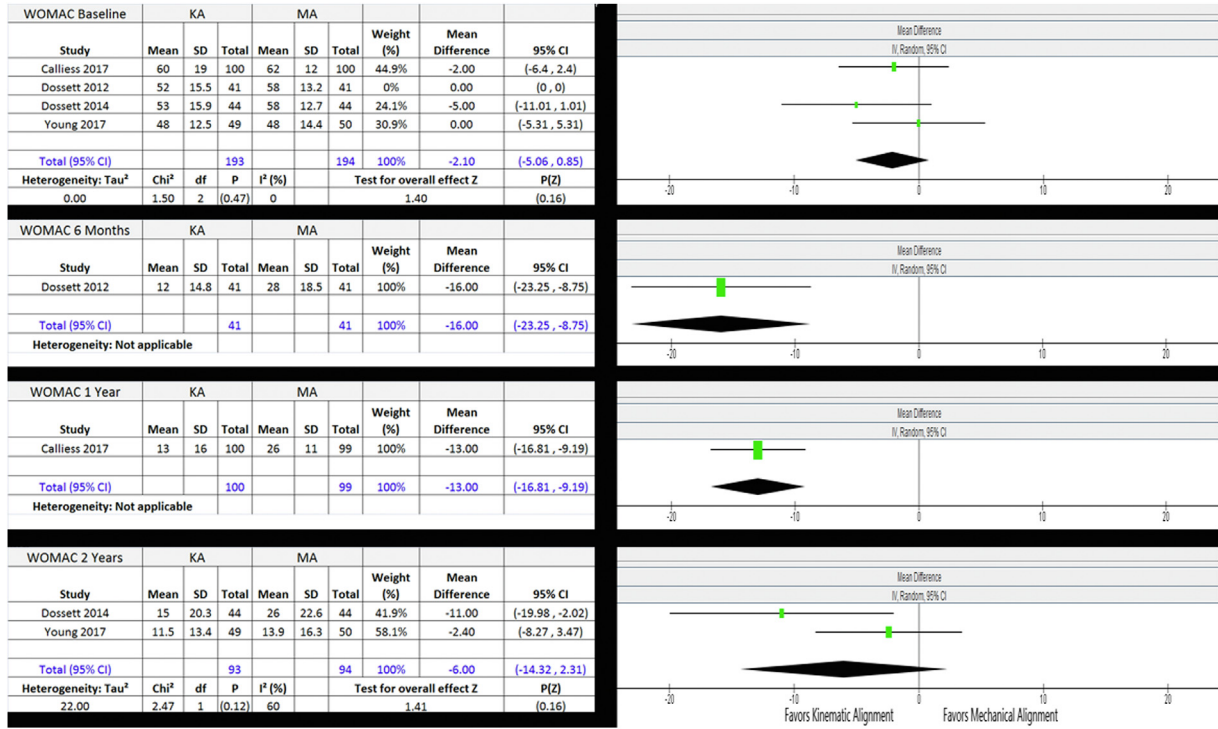 WOMAC Baseline KA MA
Study Mean SD Total Mean SD Total Weight (%) Mean Difference 95% CI
Calliess 2017 60 19 100 62 12 100 44.9% -2.00 (-6.4 , 2.4)
Dossett 2012 52 15.5 41 58 13.2 41 0% 0.00 (0 , 0)
Dossett 2014 53 15.9 44 58 12.7 44 24.1% -5.00 (-11.01 , 1.01)
Young 2017 48 12.5 49 48 14.4 50 30.9% 0.00 (-5.31 , 5.31)
Total (95% CI) 193 194 100% -2.10 (-5.06 , 0.85)
Heterogeneity: Tau² Chi² df P I² (%) Test for overall effect Z P(Z)
0.00 1.50 2 (0.47) 0 1.40 (0.16)
Mean Difference
IV, Random, 95% CI
-20 -10 0 10 20
WOMAC 6 Months KA MA
Study Mean SD Total Mean SD Total Weight (%) Mean Difference 95% CI
Dossett 2012 12 14.8 41 28 18.5 41 100% -16.00 (-23.25 , -8.75)
Total (95% CI) 41 41 100% -16.00 (-23.25 , -8.75)
Heterogeneity: Not applicable
Mean Difference
IV, Random, 95% CI
-20 -10 0 10 20
WOMAC 1 Year KA MA
Study Mean SD Total Mean SD Total Weight (%) Mean Difference 95% CI
Calliess 2017 13 16 100 26 11 99 100% -13.00 (-16.81 , -9.19)
Total (95% CI) 100 99 100% -13.00 (-16.81 , -9.19)
Heterogeneity: Not applicable
Mean Difference
IV, Random, 95% CI
-20 -10 0 10 20
WOMAC 2 Years KA MA
Study Mean SD Total Mean SD Total Weight (%) Mean Difference 95% CI
Dossett 2014 15 20.3 44 26 22.6 44 41.9% -11.00 (-19.98 , -2.02)
Young 2017 11.5 13.4 49 13.9 16.3 50 58.1% -2.40 (-8.27 , 3.47)
Total (95% CI) 93 94 100% -6.00 (-14.32 , 2.31)
Heterogeneity: Tau² Chi² df P I² (%) Test for overall effect Z P(Z)
22.00 2.47 1 (0.12) 60 1.41 (0.16)
Mean Difference
IV, Random, 95% CI
-20 -10 0 10 20
Favors Kinematic Alignment Favors Mechanical Alignment